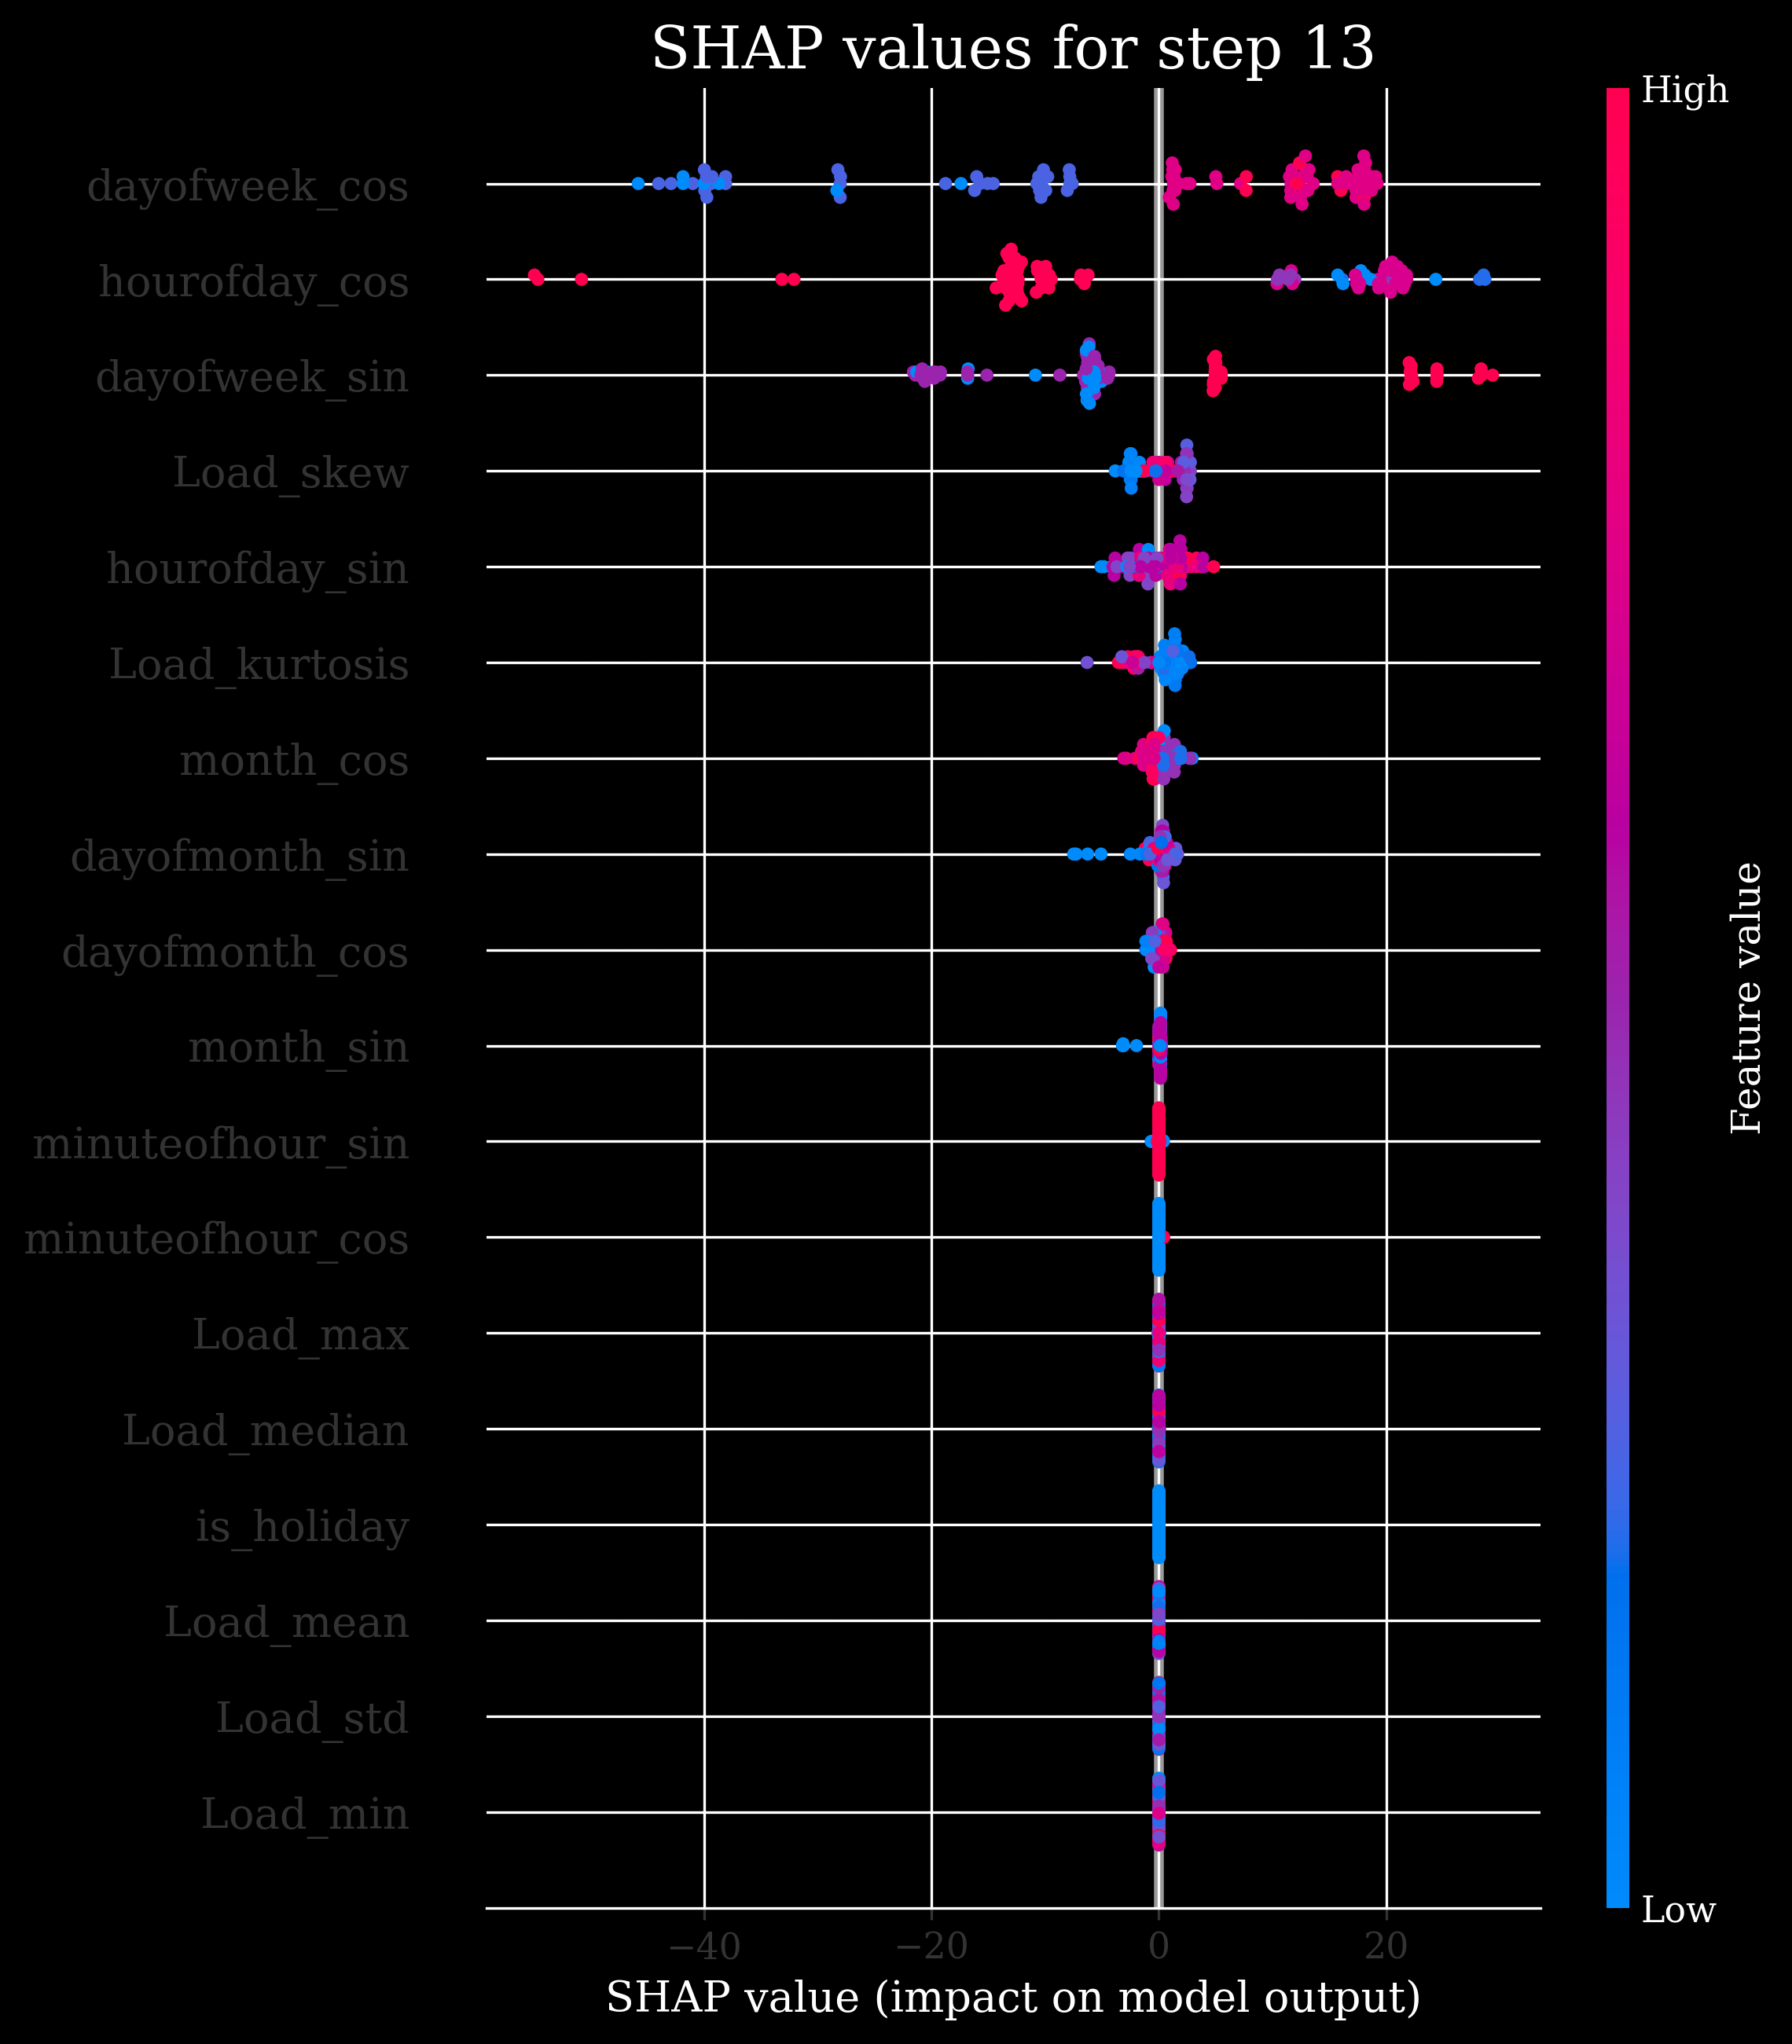 SHAP values for step 13
High
dayofweek_cos
hourofday_cos
dayofweek_sin
Load_skew
hourofday_sin
Load_kurtosis
month_cos
dayofmonth_sin
dayofmonth_cos
month_sin
minuteofhour_sin
minuteofhour_cos
Load_max
Load_median
is_holiday
Load_mean
Load_std
Load_min
Feature value
Low
−40 −20 0 20
SHAP value (impact on model output)